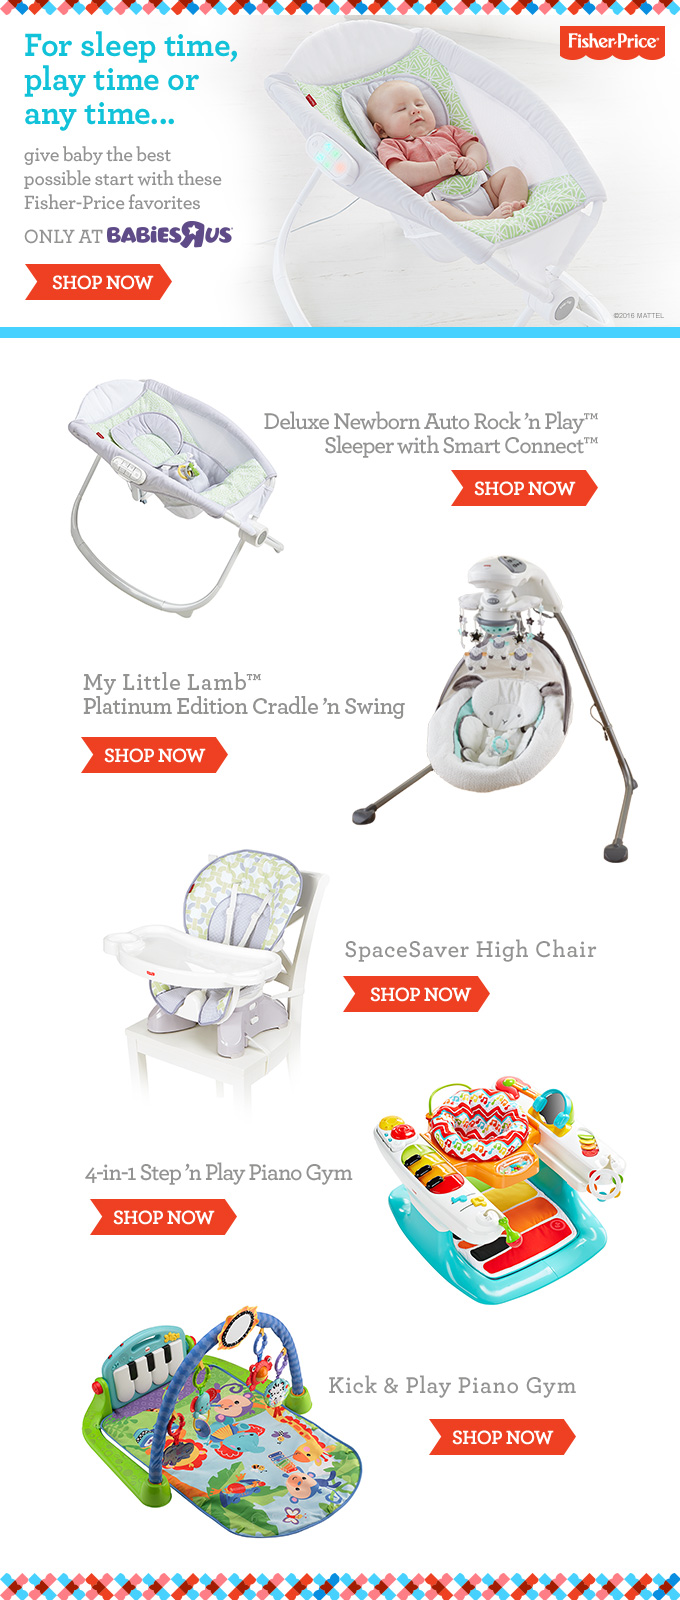 For sleep time,
play time or
any time...
give baby the best
possible start with these
Fisher-Price favorites
ONLY AT BABIESRUS
SHOP NOW
Fisher-Price
©2016 MATTEL
Deluxe Newborn Auto Rock ’n Play™
Sleeper with Smart Connect™
SHOP NOW
My Little Lamb™
Platinum Edition Cradle ’n Swing
SHOP NOW
SpaceSaver High Chair
SHOP NOW
4-in-1 Step ’n Play Piano Gym
SHOP NOW
Kick & Play Piano Gym
SHOP NOW